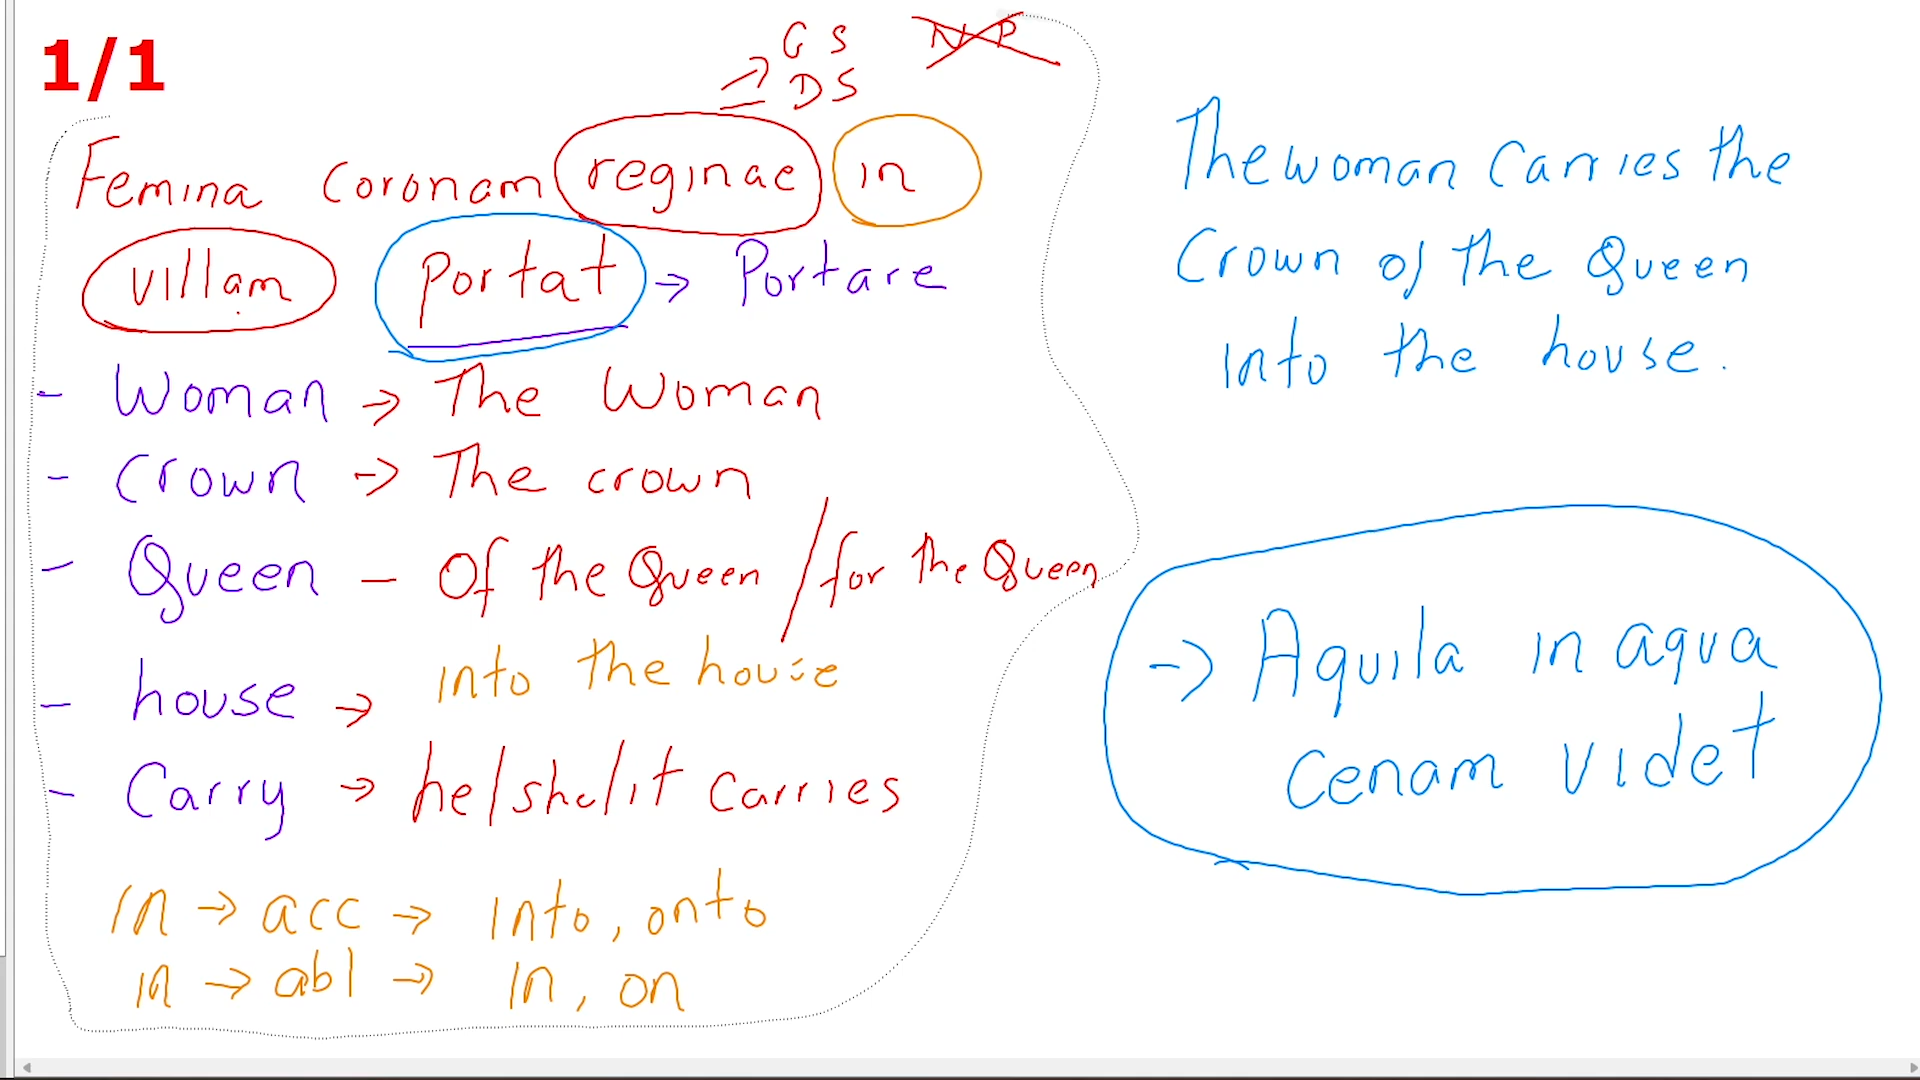 1/1
G S
D S
N P
Femina coronam reginae in
villam portat -> Portare
- Woman -> The Woman
- Crown -> The crown
- Queen - Of the Queen / for the Queen
- house -> into the house
- Carry -> he/she/it carries
in -> acc -> into, onto
in -> abl -> in, on
The woman carries the
Crown of the Queen
into the house.
-> Aquila in aqua
cenam videt